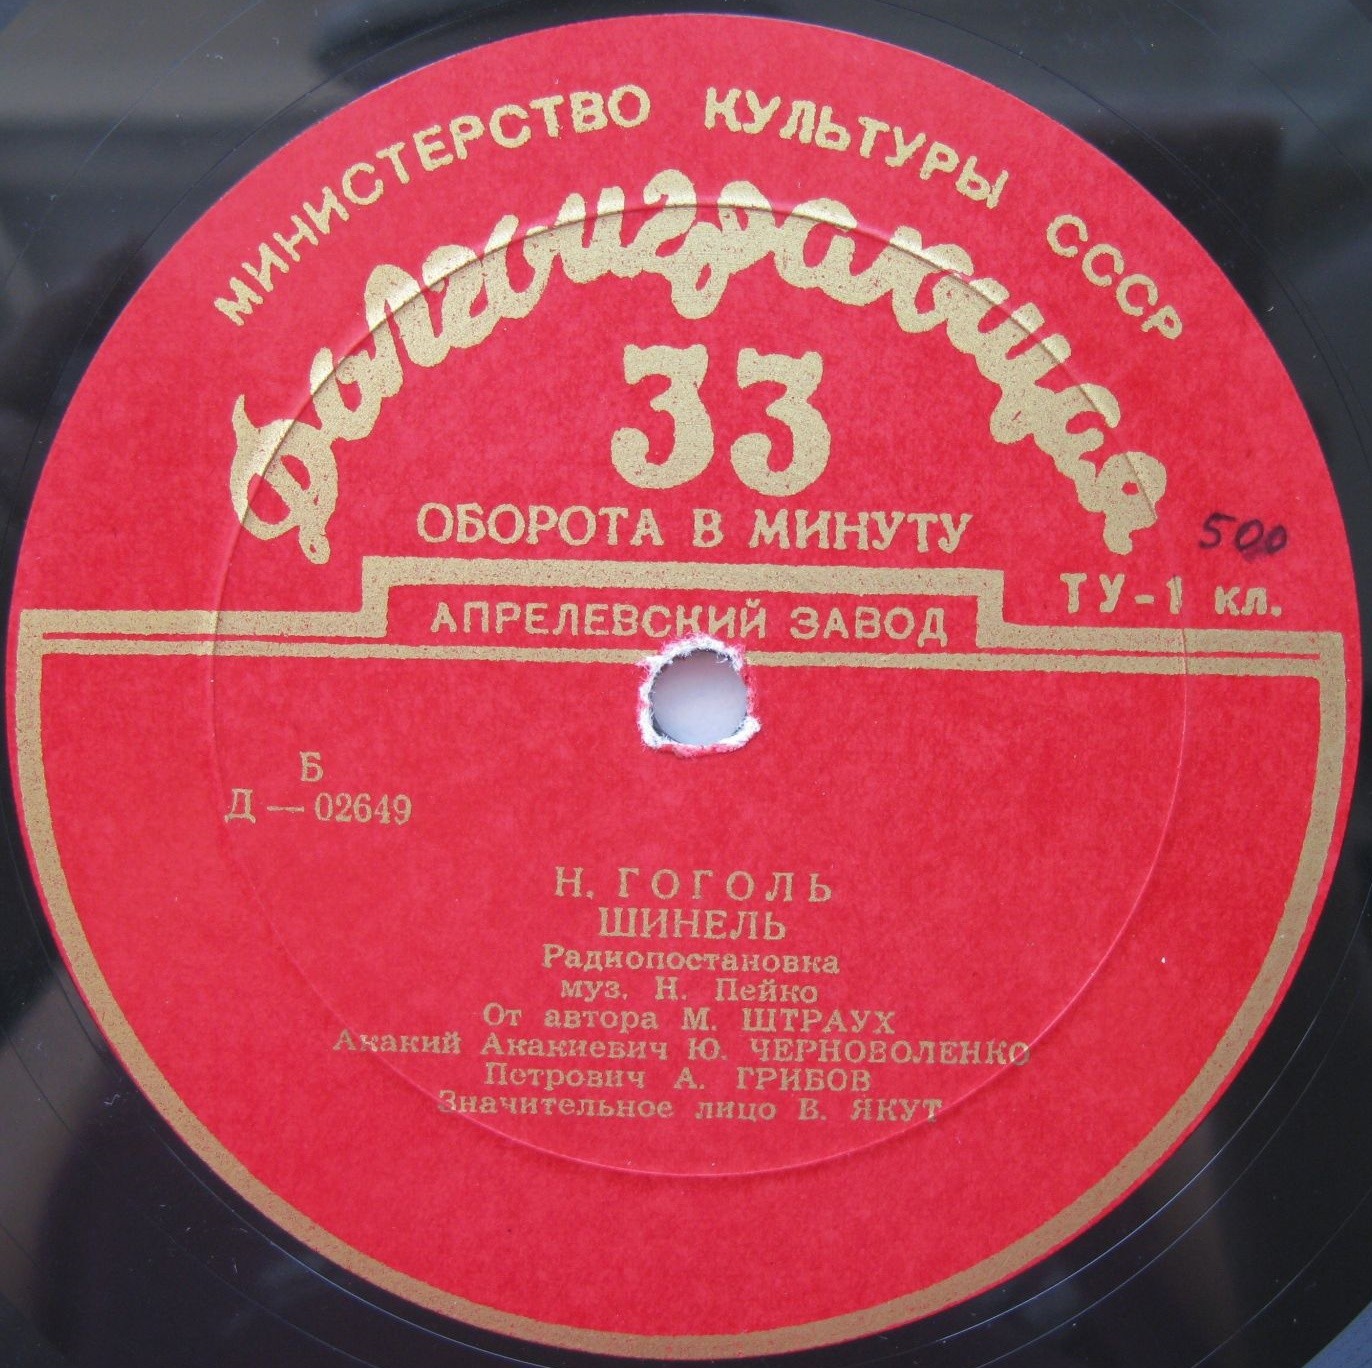 МИНИСТЕРСТВО КУЛЬТУРЫ СССР
Долгоиграющая
33
ОБОРОТА В МИНУТУ
500
ТУ-1 кл.
АПРЕЛЕВСКИЙ ЗАВОД
Б
Д — 02649
Н. ГОГОЛЬ
ШИНЕЛЬ
Радиопостановка
муз. Н. Пейко
От автора М. ШТРАУХ
Акакий Акакиевич Ю. ЧЕРНОВОЛЕНКО
Петрович А. ГРИБОВ
Значительное лицо В. ЯКУТ